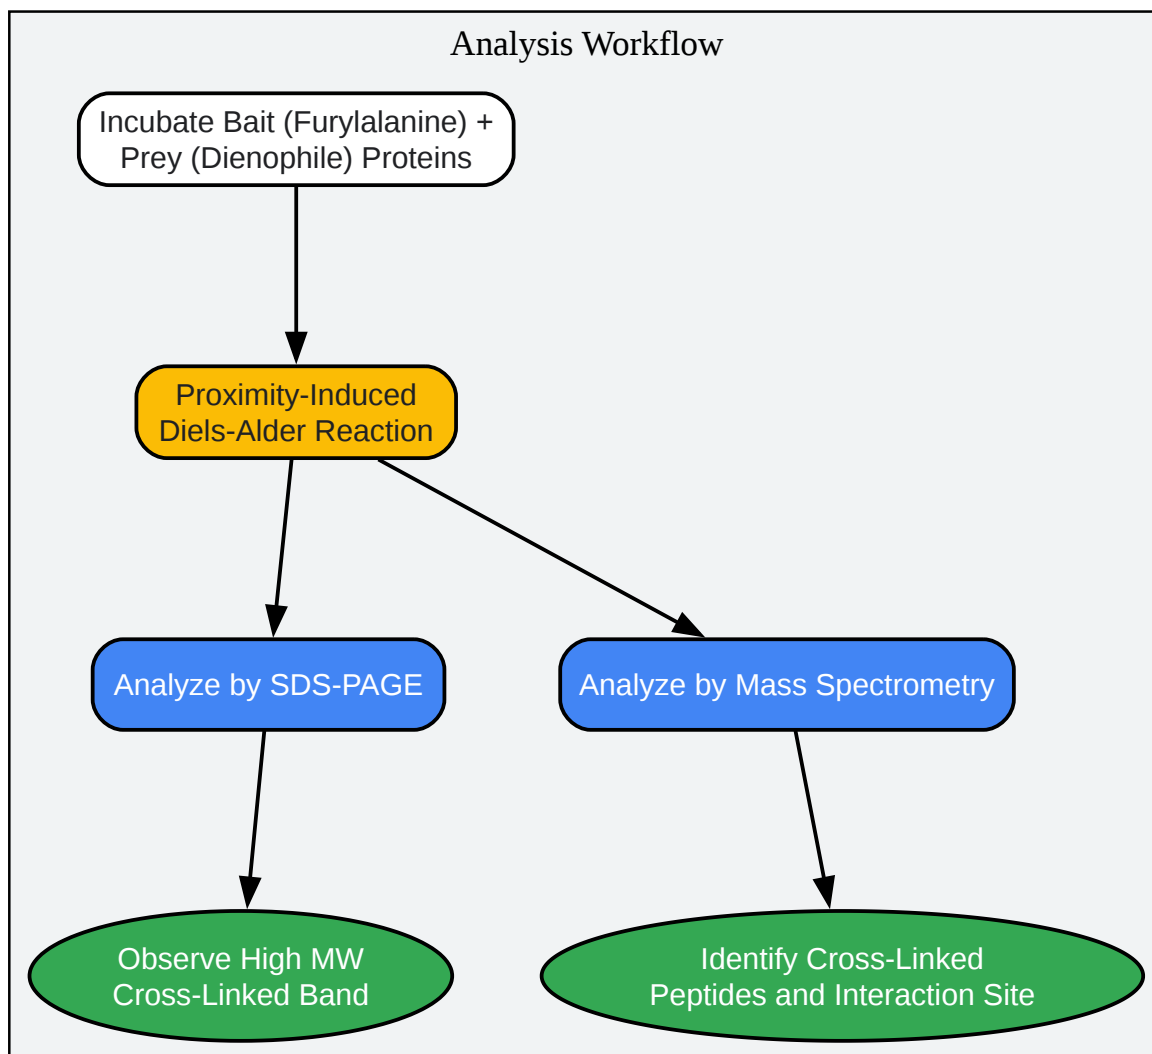 Analysis Workflow
Incubate Bait (Furylalanine) +
Prey (Dienophile) Proteins
Proximity-Induced
Diels-Alder Reaction
Analyze by SDS-PAGE
Analyze by Mass Spectrometry
Observe High MW
Cross-Linked Band
Identify Cross-Linked
Peptides and Interaction Site